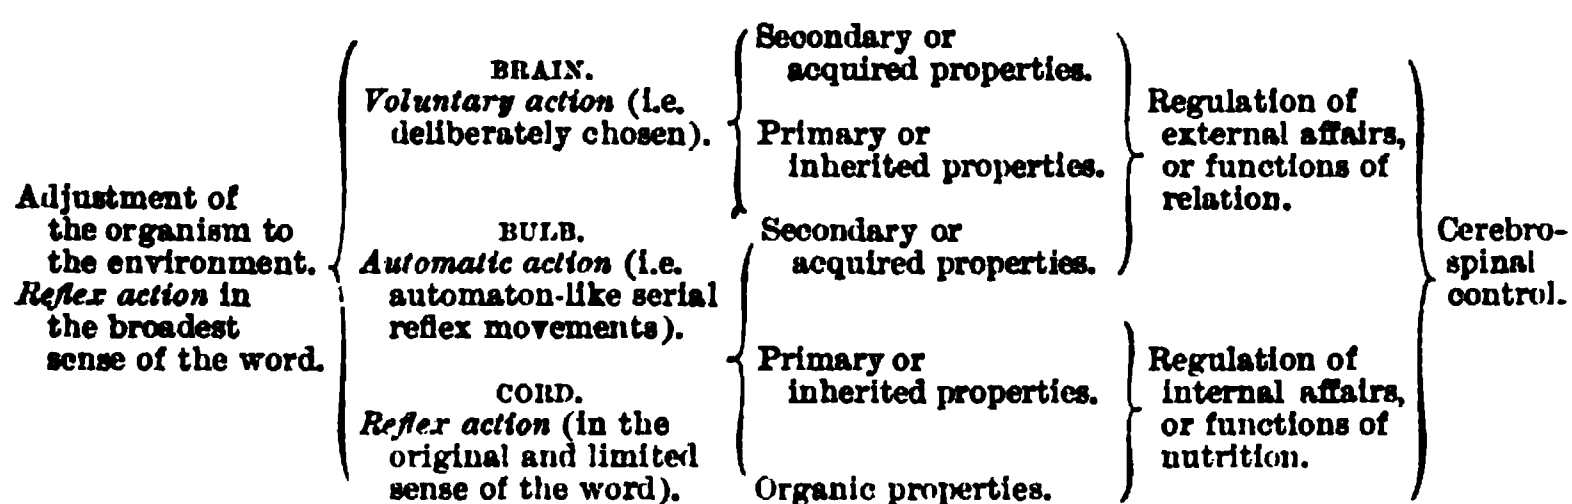 Adjustment of
the organism to
the environment.
Reflex action in
the broadest
sense of the word.
BRAIN.
Voluntary action (i.e.
deliberately chosen).
BULB.
Automatic action (i.e.
automaton-like serial
reflex movements).
CORD.
Reflex action (in the
original and limited
sense of the word).
Secondary or
acquired properties.
Primary or
inherited properties.
Secondary or
acquired properties.
Primary or
inherited properties.
Organic properties.
Regulation of
external affairs,
or functions of
relation.
Regulation of
internal affairs,
or functions of
nutrition.
Cerebro-
spinal
control.